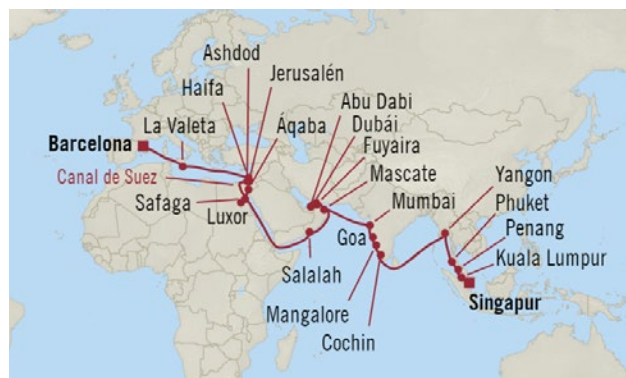 Ashdod
Jerusalén
Haifa
Abu Dabi
Áqaba
Dubái
La Valeta
Fuyaira
Barcelona
Mascate
Canal de Suez
Yangon
Safaga
Mumbai
Phuket
Luxor
Goa
Penang
Kuala Lumpur
Salalah
Singapur
Mangalore
Cochin